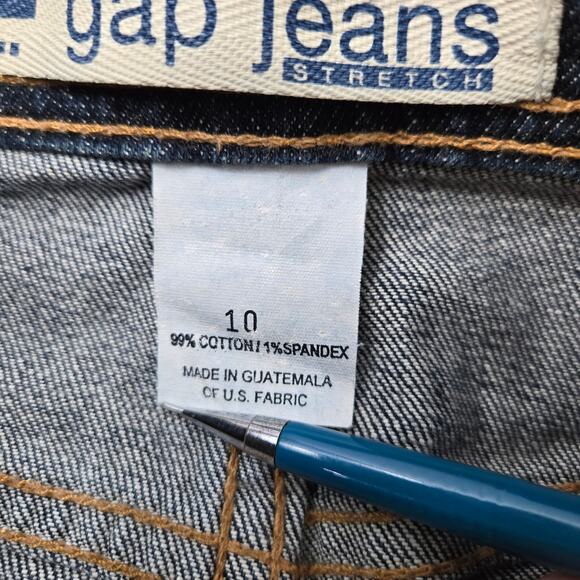 gap jeans
STRETCH
10
99% COTTON / 1% SPANDEX
MADE IN GUATEMALA
OF U.S. FABRIC